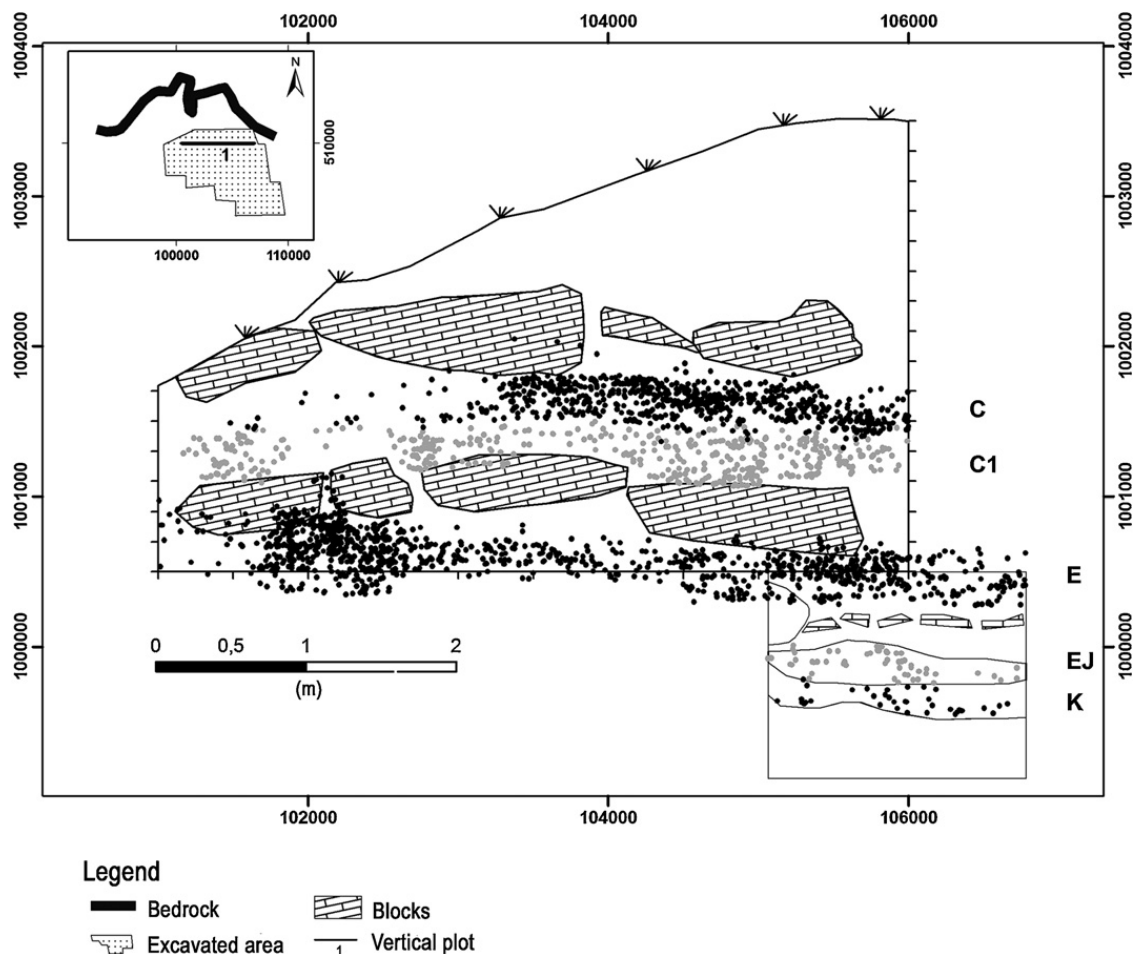 102000 104000 106000
1004000 1004000
N
510000
1
100000 110000
1003000 1003000
1002000 1002000
C
C1
1001000 1001000
E
0 0,5 1 2
(m)
1000000 1000000
EJ
K
102000 104000 106000
Legend
Bedrock Blocks
Excavated area 1 Vertical plot